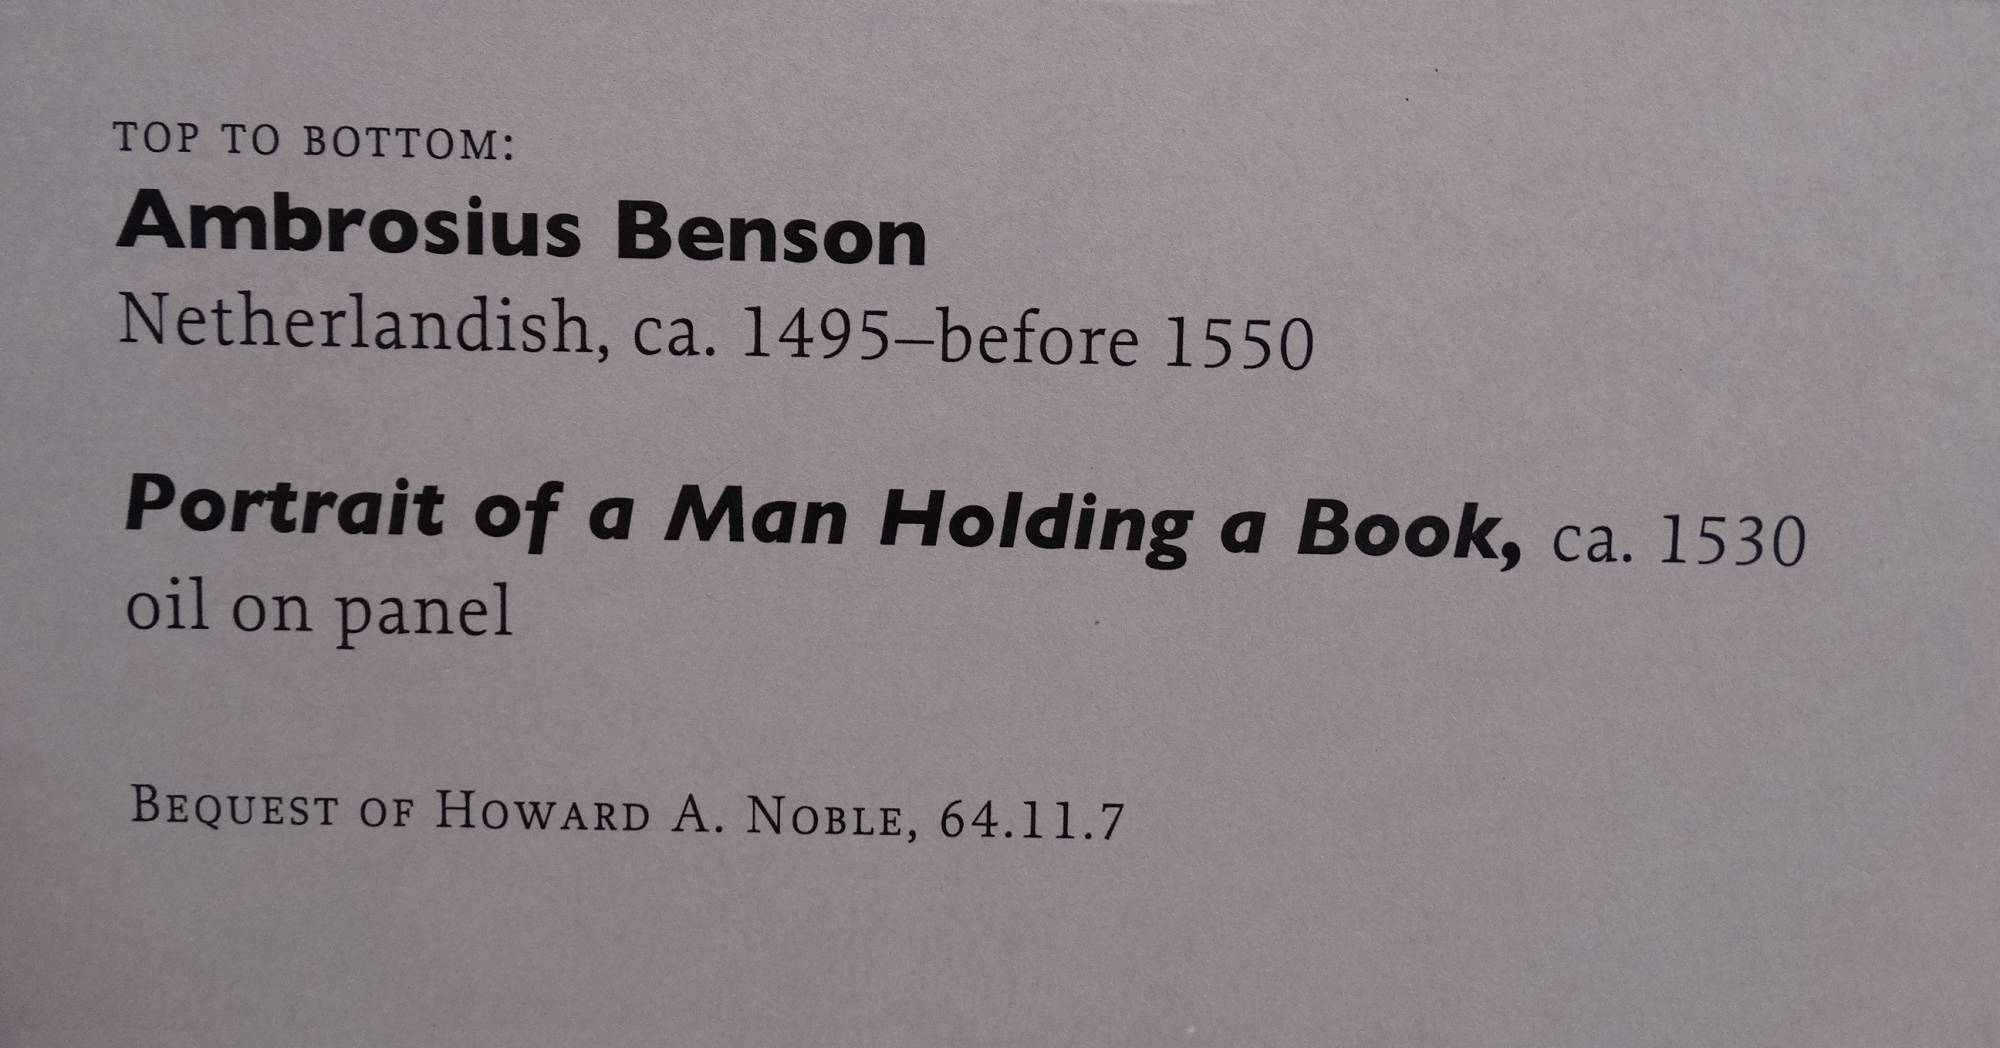 TOP TO BOTTOM:
Ambrosius Benson
Netherlandish, ca. 1495–before 1550
Portrait of a Man Holding a Book, ca. 1530
oil on panel
BEQUEST OF HOWARD A. NOBLE, 64.11.7